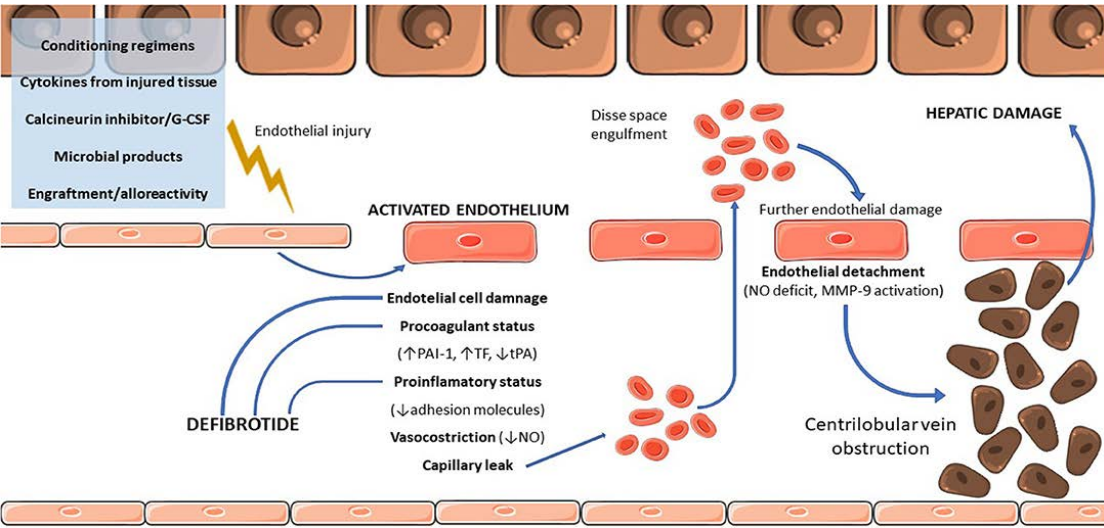 Conditioning regimens
Cytokines from injured tissue
Calcineurin inhibitor/G-CSF
Microbial products
Engraftment/alloreactivity
Endothelial injury
ACTIVATED ENDOTHELIUM
Endotelial cell damnage
Procoagulant status
(↑PAI-1, ↑TF, ↓tPA)
Proinflamatory status
(↓adhesion molecules)
Vasocostriction (↓NO)
Capillary leak
DEFIBROTIDE
Disse space
engulfment
Further endothelial damage
Endothelial detachment
(NO deficit, MMP-9 activation)
HEPATIC DAMAGE
Centrilobular vein
obstruction